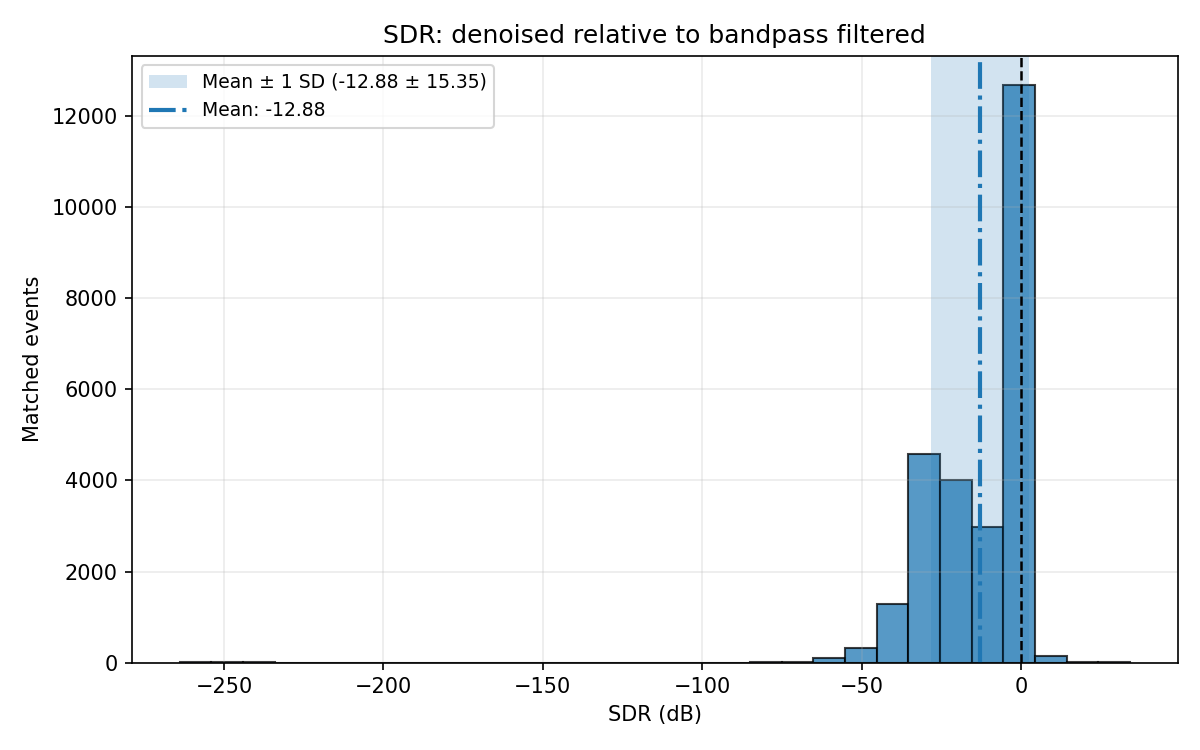 SDR: denoised relative to bandpass filtered
Mean ± 1 SD (-12.88 ± 15.35)
Mean: -12.88
Matched events
12000
10000
8000
6000
4000
2000
0
−250
−200
−150
−100
−50
0
SDR (dB)